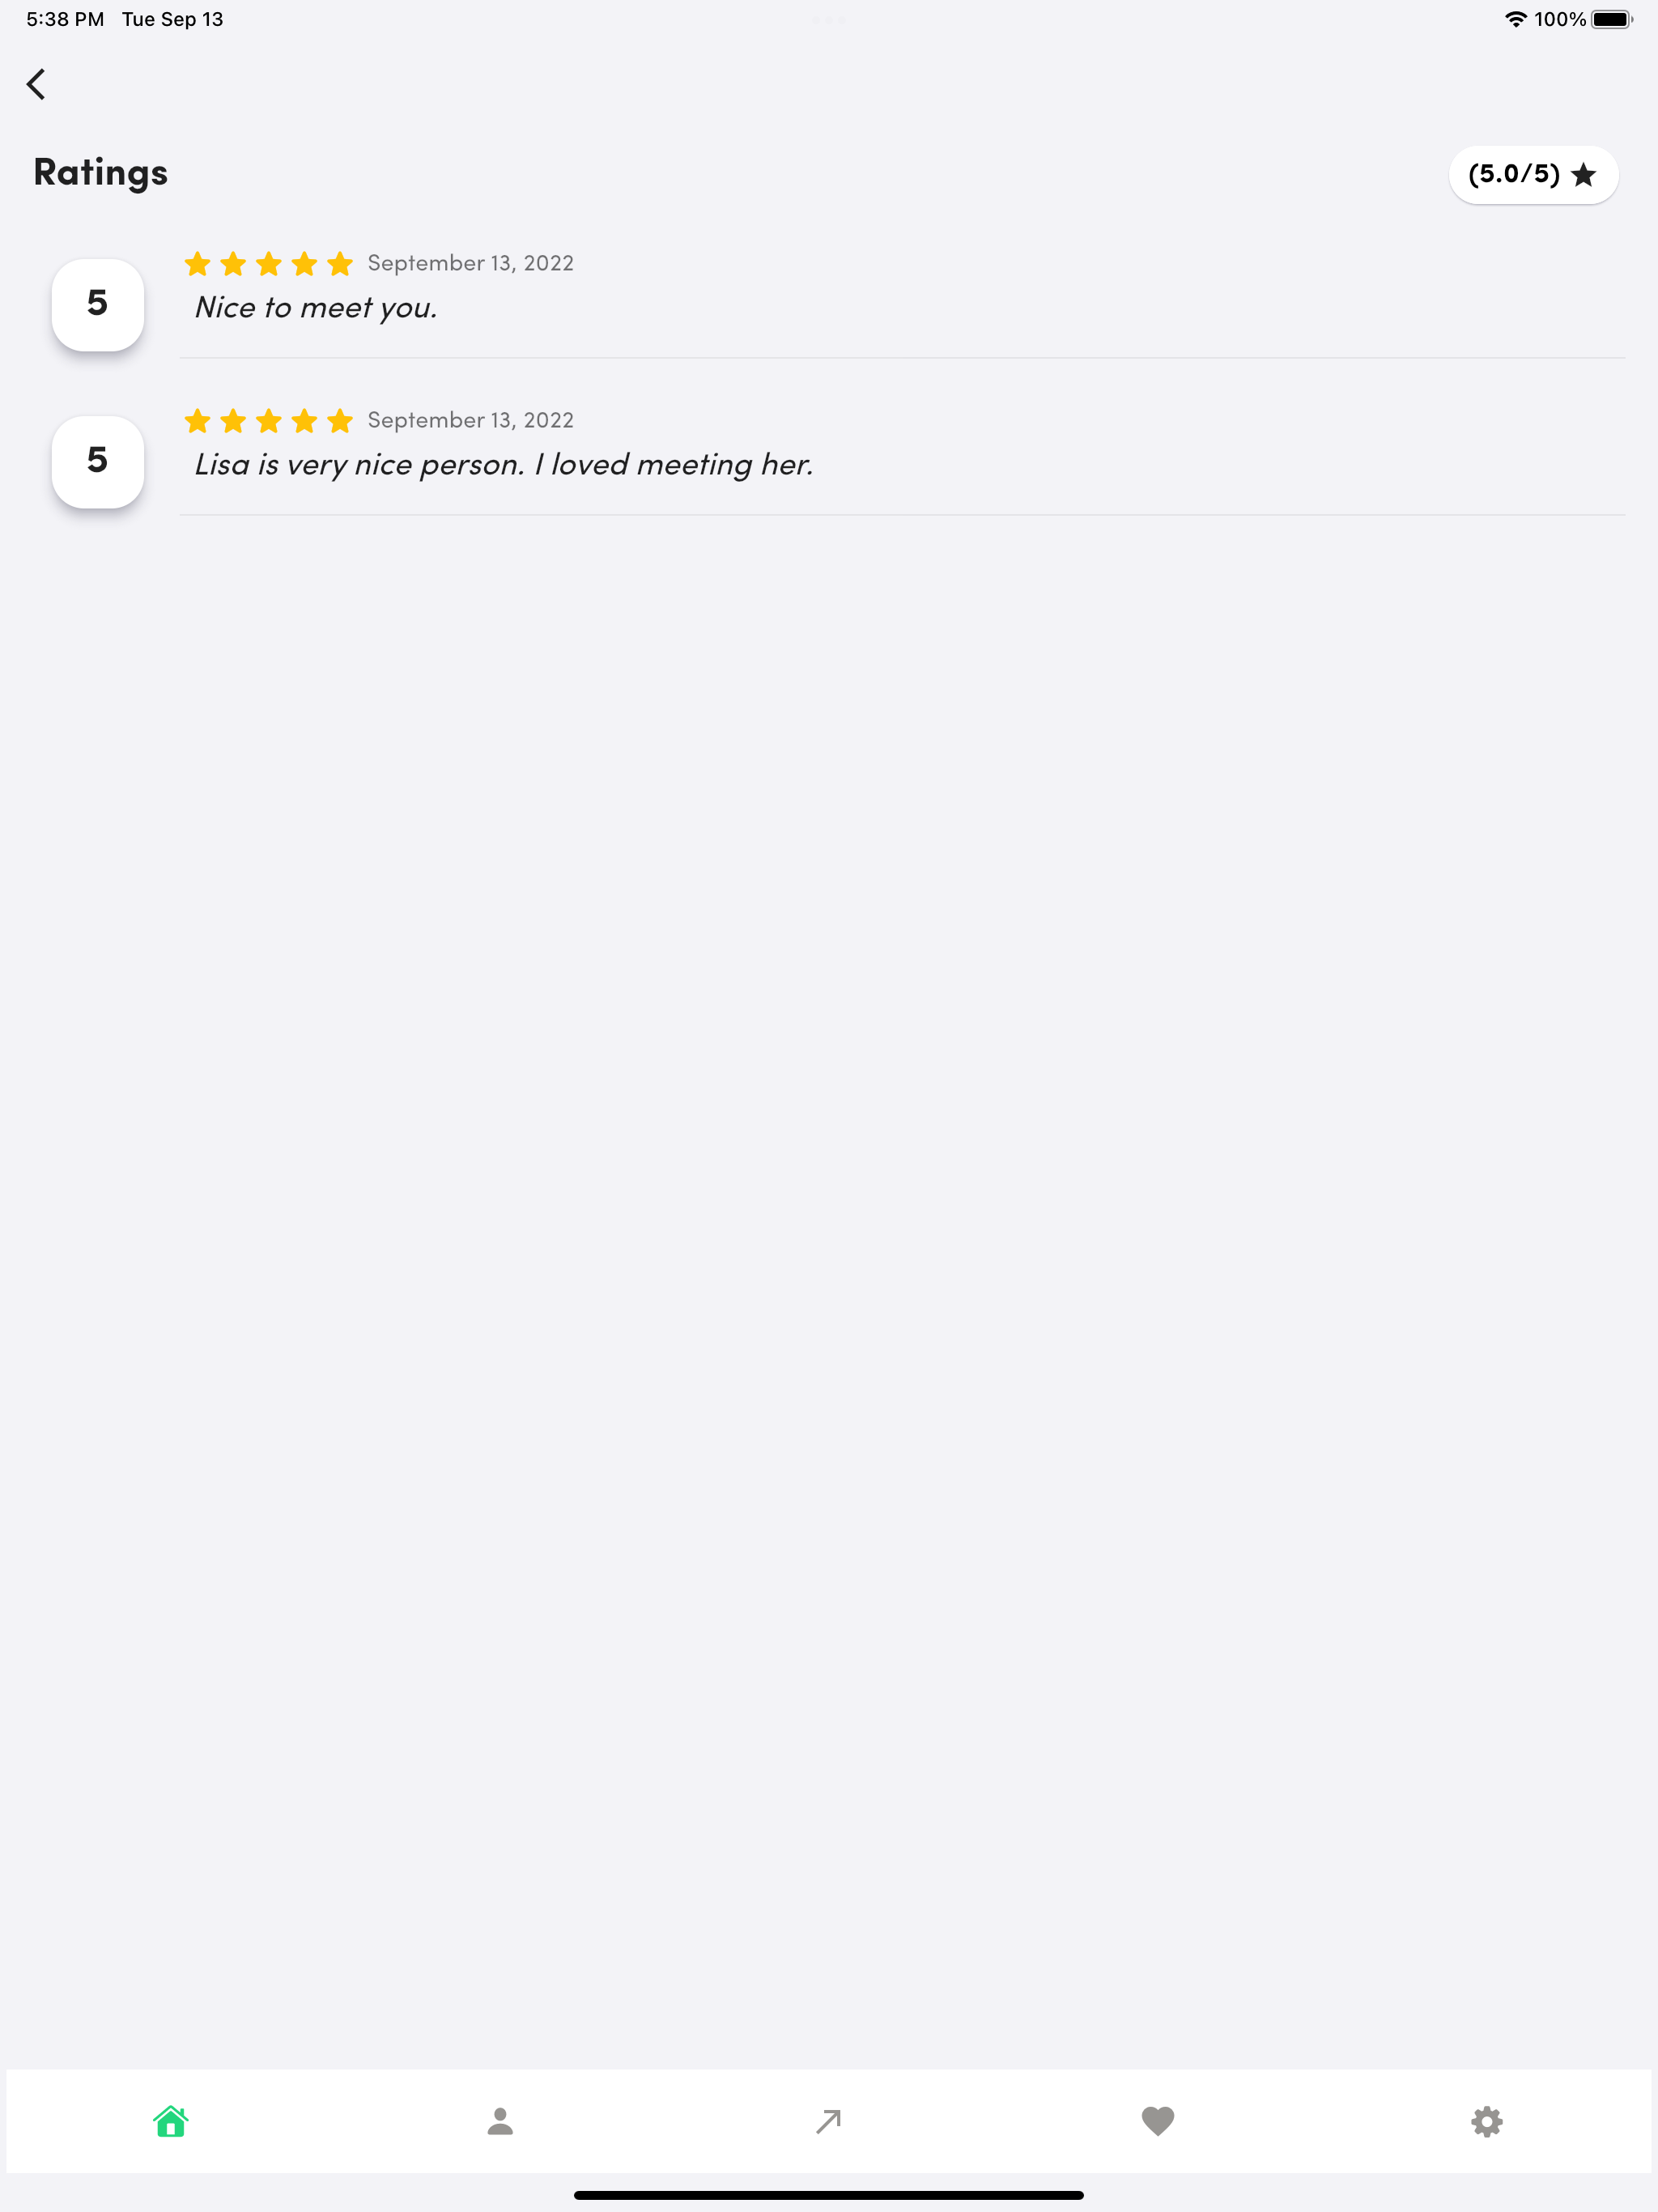 5:38 PM Tue Sep 13
100%
Ratings
(5.0/5)
5
September 13, 2022
Nice to meet you.
5
September 13, 2022
Lisa is very nice person. I loved meeting her.